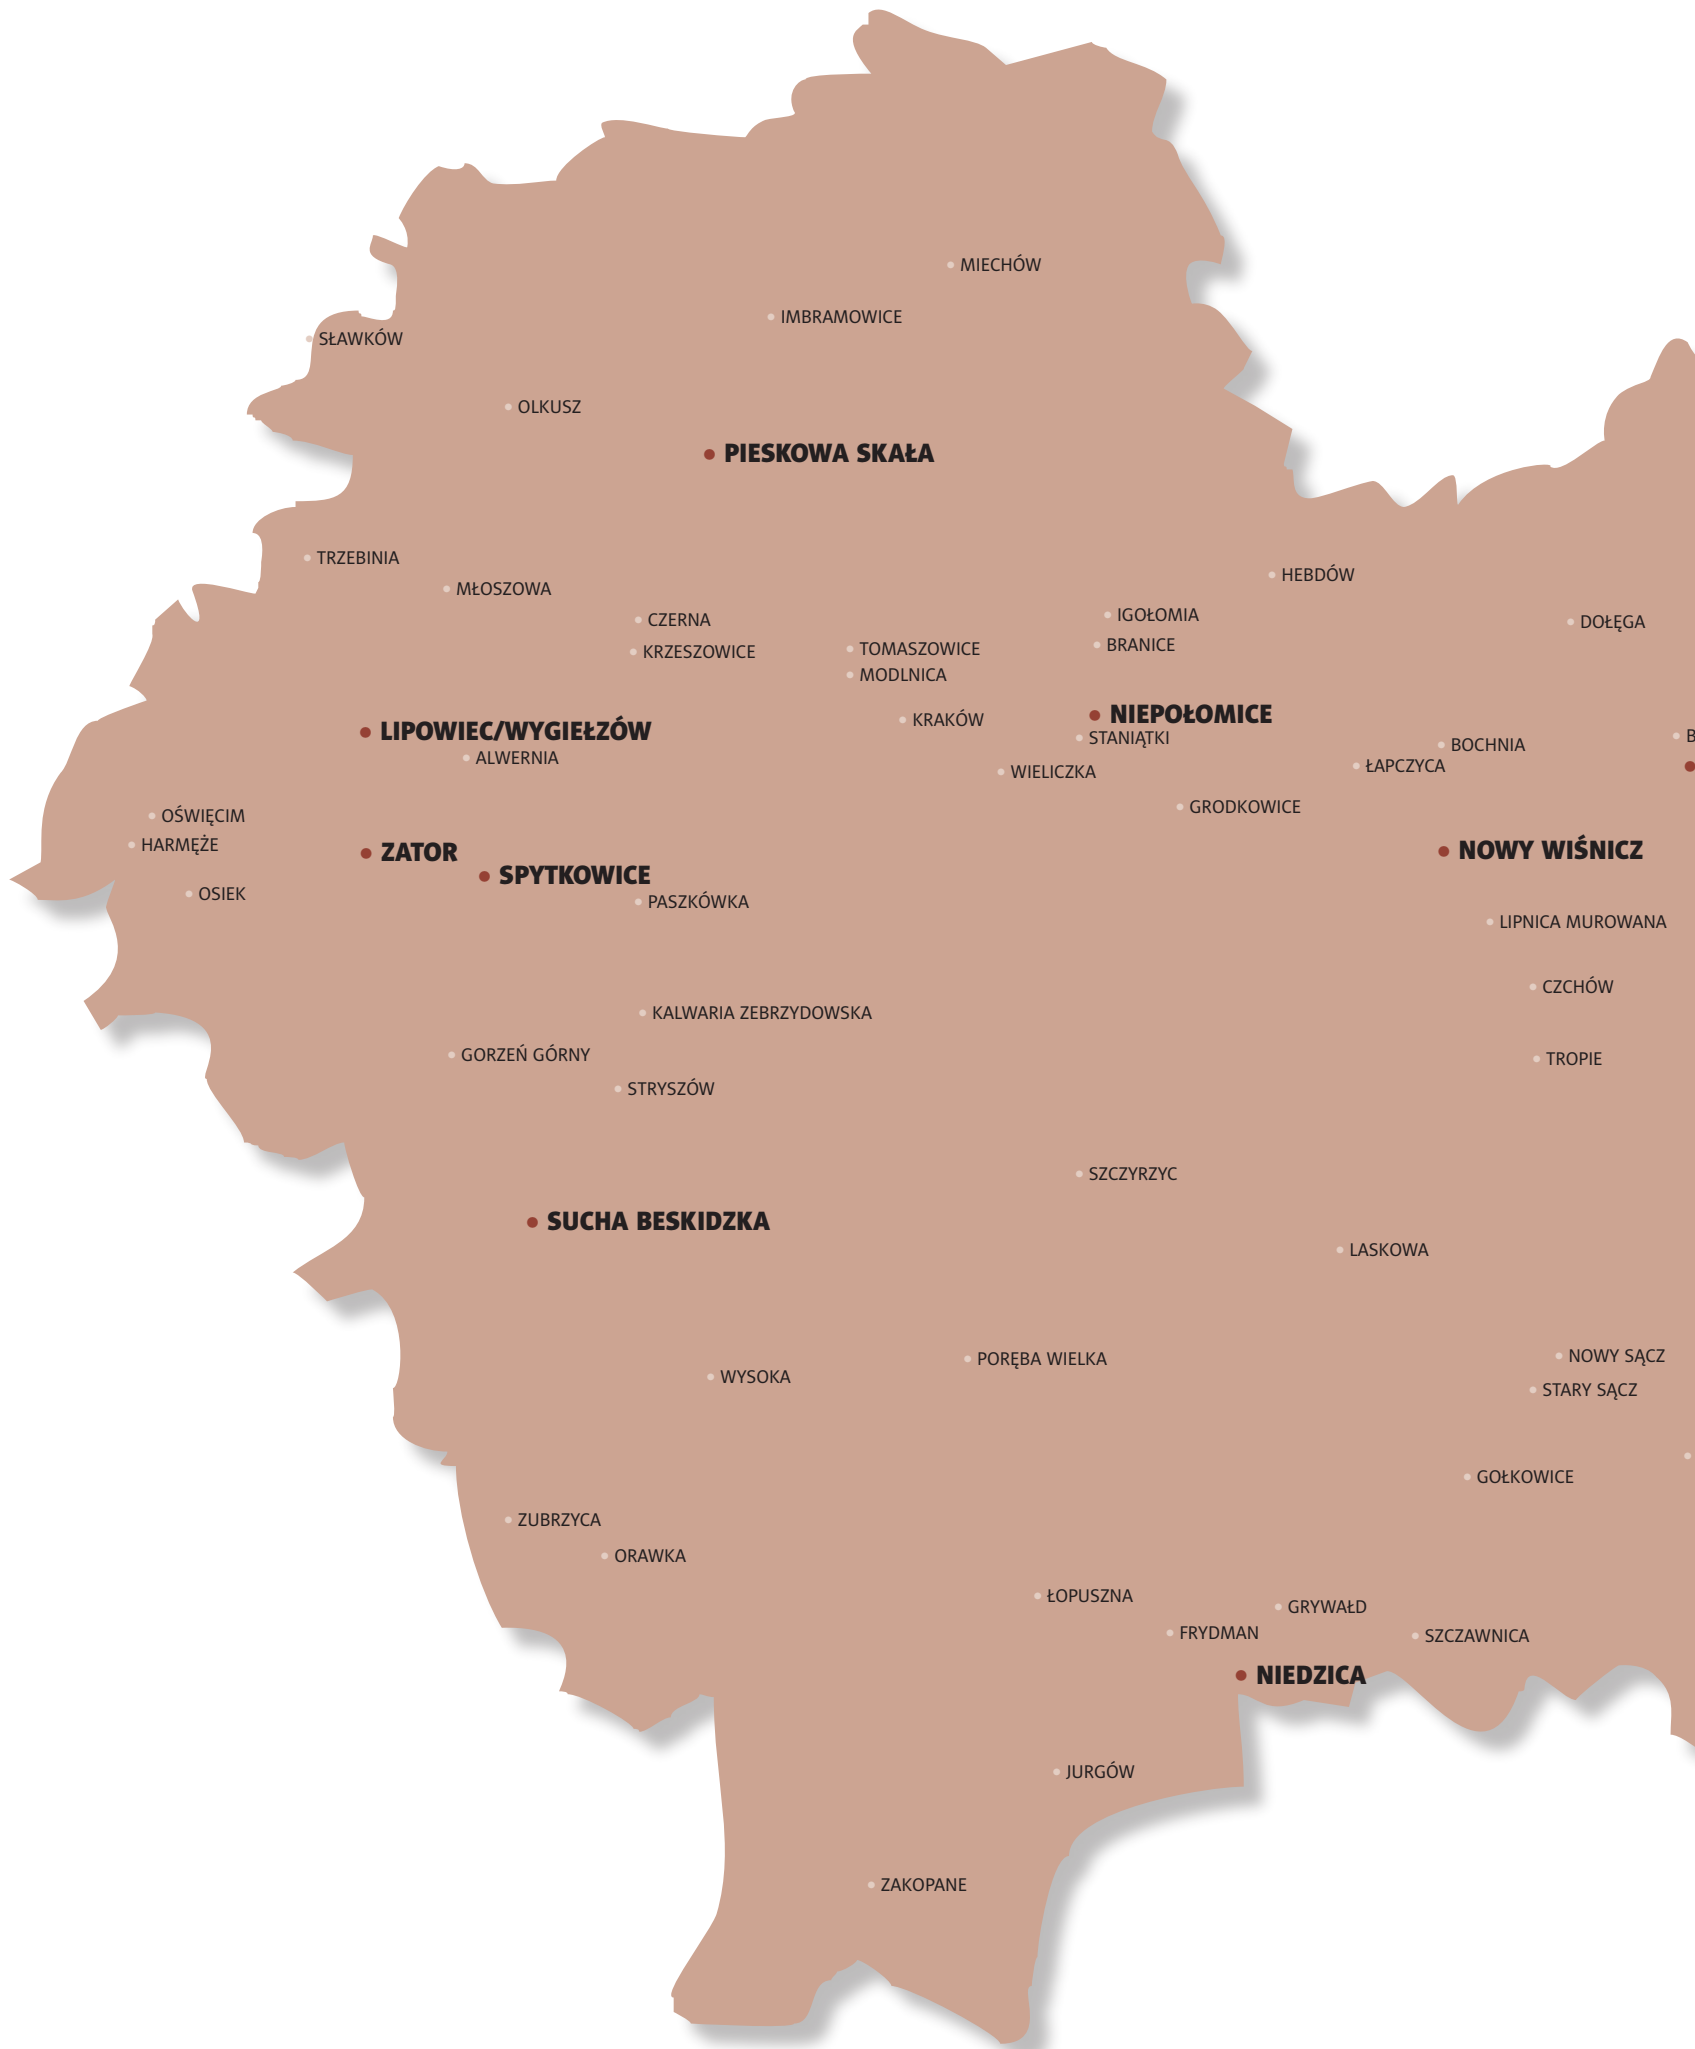 MIECHÓW
IMBRAMOWICE
SŁAWKÓW
OLKUSZ
PIESKOWA SKAŁA
TRZEBINIA
HEBDÓW
MŁOSZOWA
IGOŁOMIA
CZERNA
DOŁĘGA
BRANICE
TOMASZOWICE
KRZESZOWICE
MODLNICA
NIEPOŁOMICE
KRAKÓW
LIPOWIEC/WYGIEŁZÓW
B
STANIĄTKI
BOCHNIA
ALWERNIA
ŁAPCZYCA
WIELICZKA
GRODKOWICE
OŚWIĘCIM
HARMĘŻE
NOWY WIŚNICZ
ZATOR
SPYTKOWICE
OSIEK
PASZKÓWKA
LIPNICA MUROWANA
CZCHÓW
KALWARIA ZEBRZYDOWSKA
GORZEŃ GÓRNY
TROPIE
STRYSZÓW
SZCZYRZYC
SUCHA BESKIDZKA
LASKOWA
NOWY SĄCZ
PORĘBA WIELKA
WYSOKA
STARY SĄCZ
GOŁKOWICE
ZUBRZYCA
ORAWKA
ŁOPUSZNA
GRYWAŁD
FRYDMAN
SZCZAWNICA
NIEDZICA
JURGÓW
ZAKOPANE